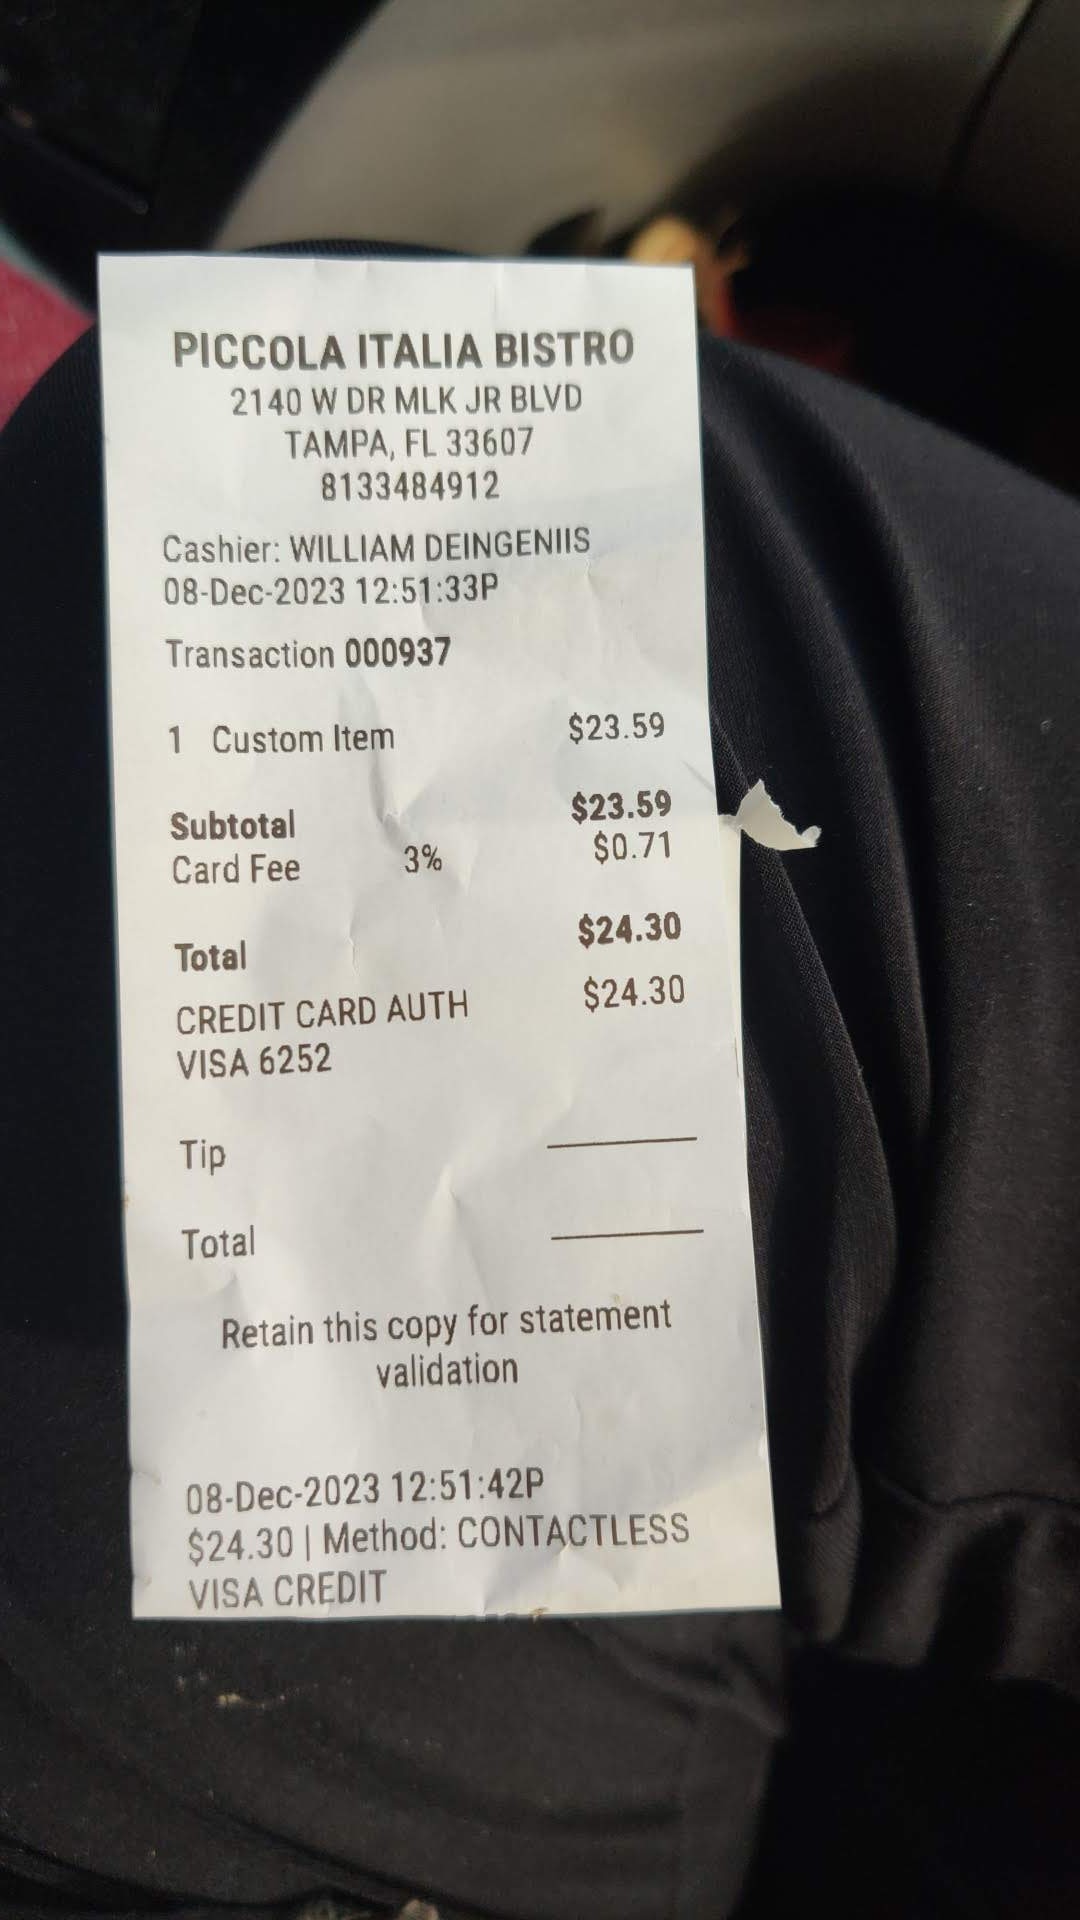 PICCOLA ITALIA BISTRO
2140 W DR MLK JR BLVD
TAMPA, FL 33607
8133484912
Cashier: WILLIAM DEINGENIIS
08-Dec-2023 12:51:33P
Transaction 000937
1 Custom Item $23.59
Subtotal $23.59
Card Fee 3% $0.71
Total $24.30
CREDIT CARD AUTH $24.30
VISA 6252
Tip
Total
Retain this copy for statement
validation
08-Dec-2023 12:51:42P
$24.30 | Method: CONTACTLESS
VISA CREDIT